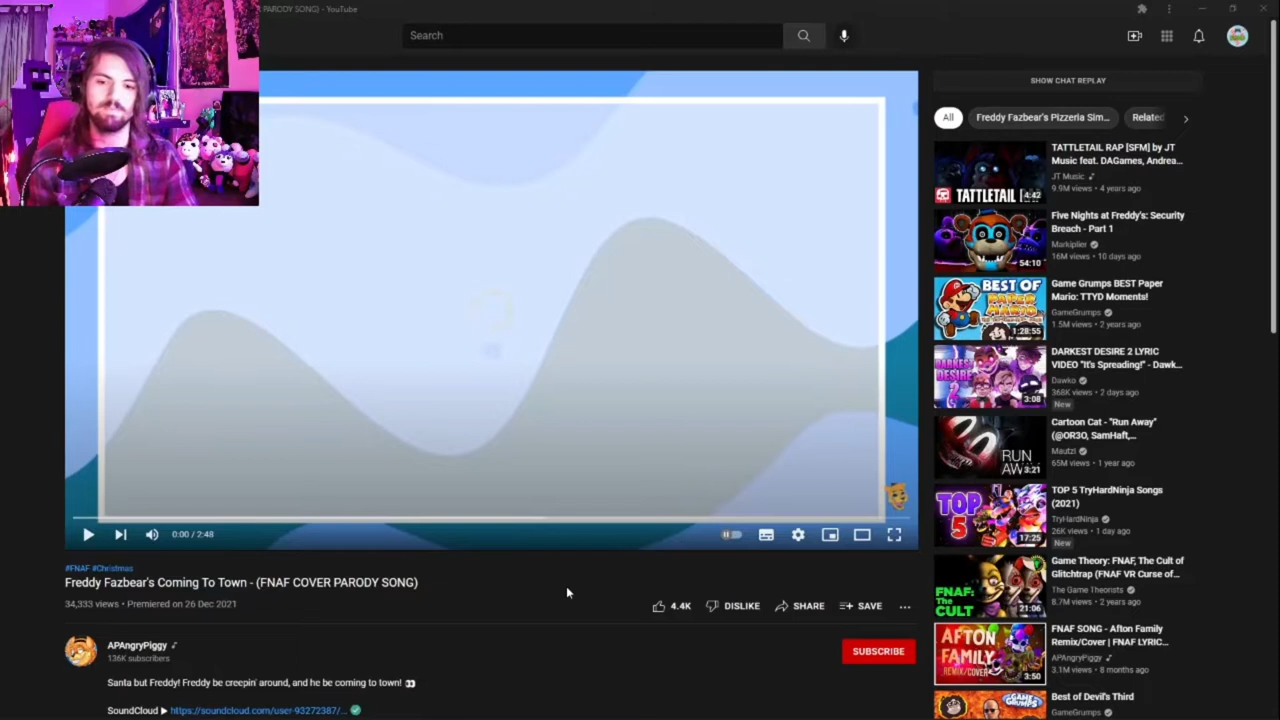 PARODY SONG) - YouTube
Search
SHOW CHAT REPLAY
All
Freddy Fazbear's Pizzeria Sim...
Related
TATTLETAIL RAP [SFM] by JT
Music feat. DAGames, Andrea...
JT Music
9.9M views • 4 years ago
TATTLETAIL
4:42
Five Nights at Freddy's: Security
Breach - Part 1
Markiplier
16M views • 10 days ago
54:10
Game Grumps BEST Paper
Mario: TTYD Moments!
GameGrumps
1.5M views • 2 years ago
BEST OF
PAPER
MARIO
1:28:55
DARKEST DESIRE 2 LYRIC
VIDEO "It's Spreading!" - Dawk...
Dawko
368K views • 2 days ago
New
DARKEST
DESIRE
2
3:08
Cartoon Cat - "Run Away"
(@OR3O, SamHaft,...
Mautzi
65M views • 1 year ago
RUN
AW
3:21
TOP 5 TryHardNinja Songs
(2021)
TryHardNinja
26K views • 1 day ago
New
TOP
5
17:25
Game Theory: FNAF, The Cult of
Glitchtrap (FNAF VR Curse of...
The Game Theorists
8.7M views • 2 years ago
FNAF:
THE
CULT
21:06
FNAF SONG - Afton Family
Remix/Cover | FNAF LYRIC...
APAngryPiggy
3.1M views • 8 months ago
AFTON
FAMILY
REMIX/COVER
3:50
Best of Devil's Third
GameGrumps
0:00 / 2:48
#FNAF #Christmas
Freddy Fazbear's Coming To Town - (FNAF COVER PARODY SONG)
34,333 views • Premiered on 26 Dec 2021
4.4K
DISLIKE
SHARE
SAVE
APAngryPiggy
136K subscribers
SUBSCRIBE
Santa but Freddy! Freddy be creepin' around, and he be coming to town!
SoundCloud ▶ https://soundcloud.com/user-93272387/...